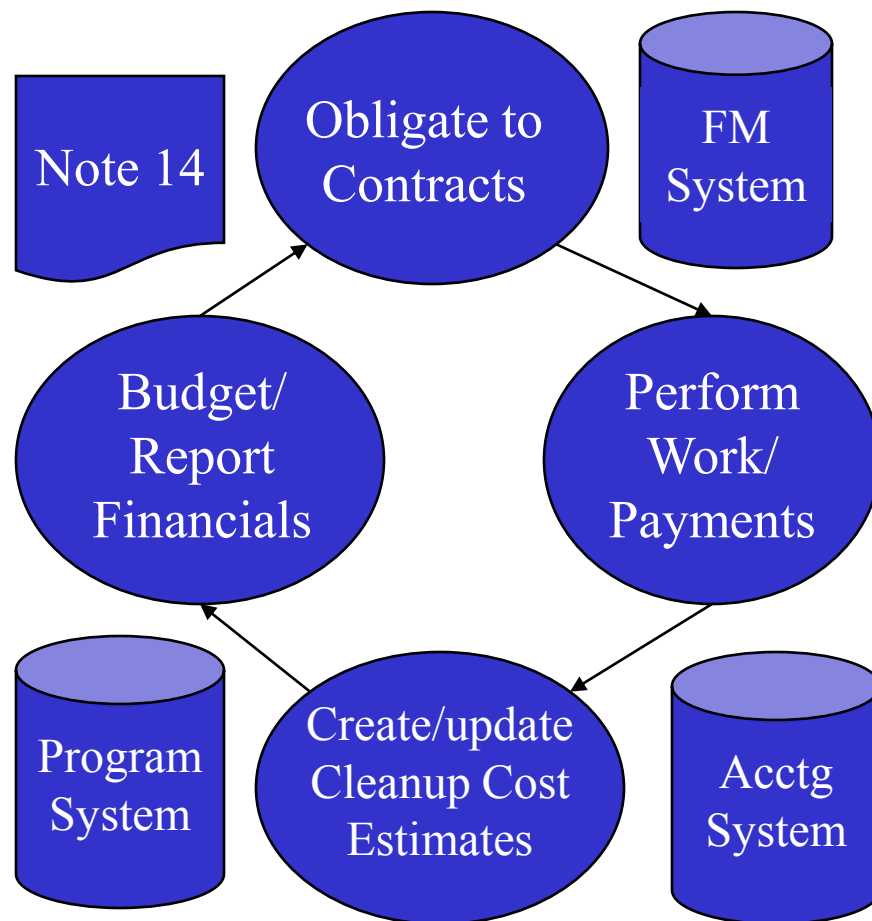 Note 14
Obligate to
Contracts
FM
System
Budget/
Report
Financials
Perform
Work/
Payments
Program
System
Create/update
Cleanup Cost
Estimates
Acctg
System